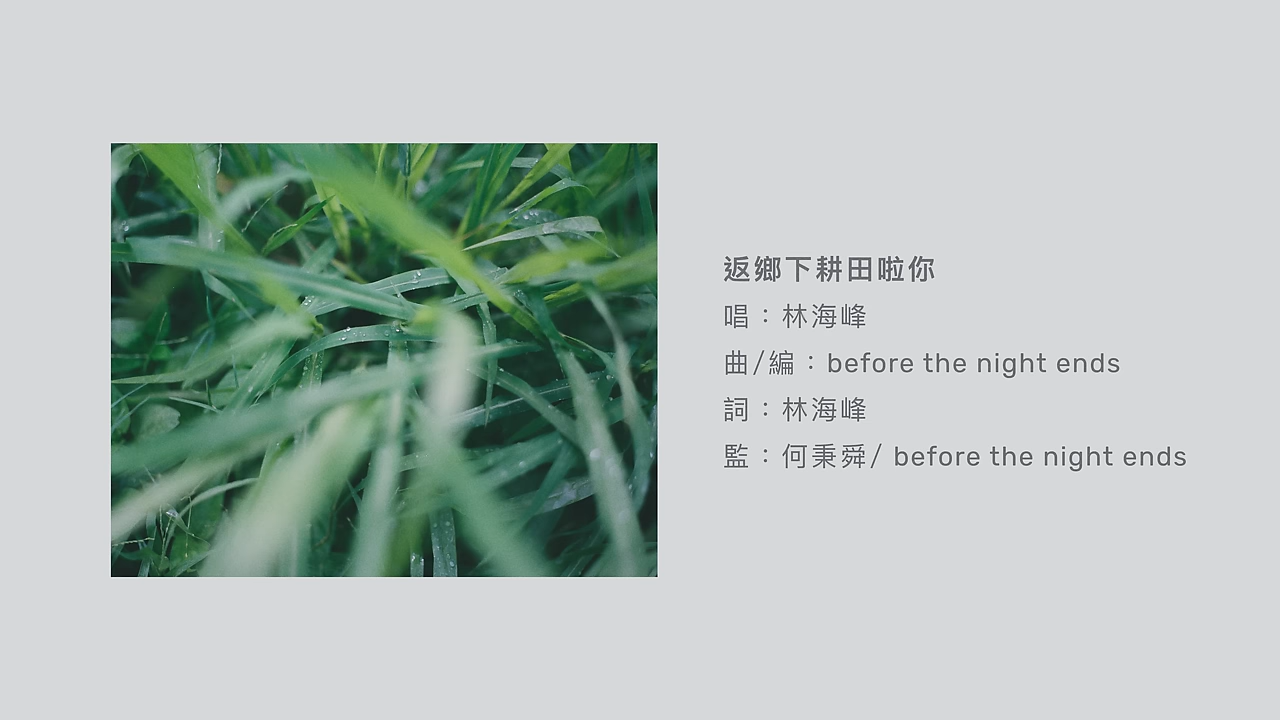 返鄉下耕田啦你
唱：林海峰
曲/編：before the night ends
詞：林海峰
監：何秉舜/ before the night ends